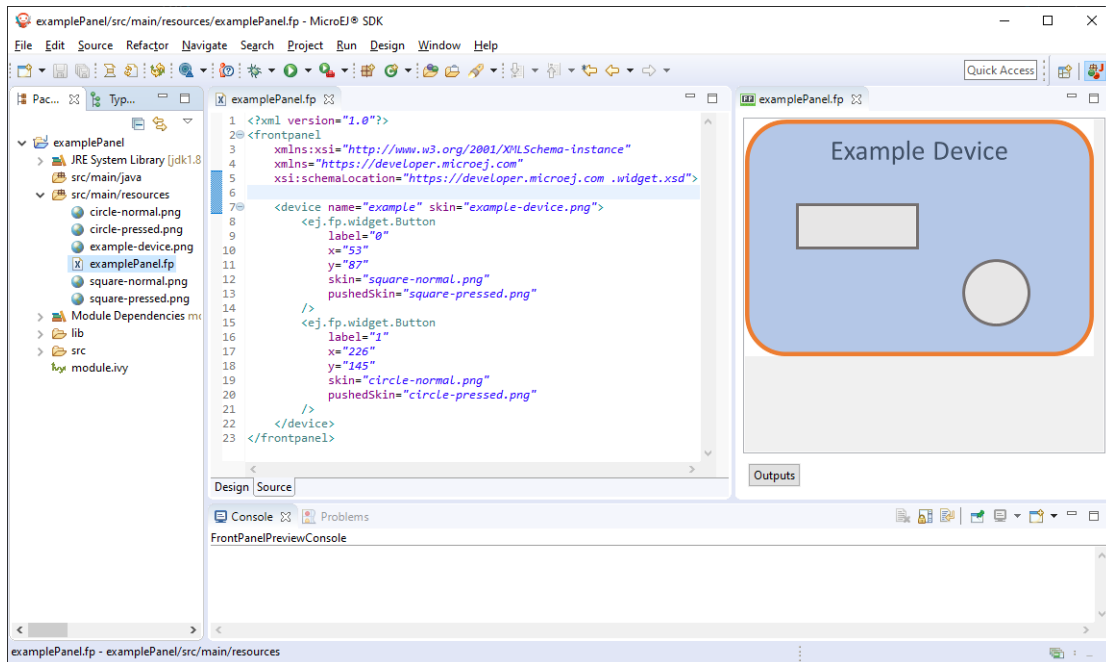 examplePanel/src/main/resources/examplePanel.fp - MicroEJ® SDK
File Edit Source Refactor Navigate Search Project Run Design Window Help
Quick Access
Pac...
Typ...
examplePanel
JRE System Library [jdk1.8
src/main/java
src/main/resources
circle-normal.png
circle-pressed.png
example-device.png
examplePanel.fp
square-normal.png
square-pressed.png
Module Dependencies
lib
src
module.ivy
examplePanel.fp
1 <?xml version="1.0"?>
2 <frontpanel
3 xmlns:xsi="http://www.w3.org/2001/XMLSchema-instance"
4 xmlns="https://developer.microej.com"
5 xsi:schemaLocation="https://developer.microej.com .widget.xsd">
6
7 <device name="example" skin="example-device.png">
8 <ej.fp.widget.Button
9 label="0"
10 x="53"
11 y="87"
12 skin="square-normal.png"
13 pushedSkin="square-pressed.png"
14 />
15 <ej.fp.widget.Button
16 label="1"
17 x="226"
18 y="145"
19 skin="circle-normal.png"
20 pushedSkin="circle-pressed.png"
21 />
22 </device>
23 </frontpanel>
Design Source
examplePanel.fp
Example Device
Outputs
Console
Problems
FrontPanelPreviewConsole
examplePanel.fp - examplePanel/src/main/resources